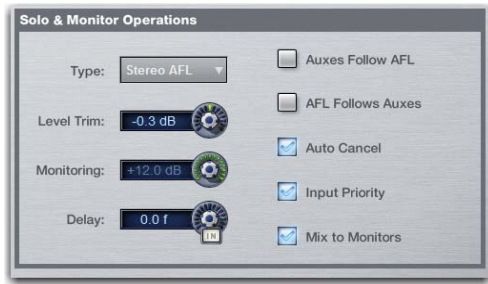 Solo & Monitor Operations
Type: Stereo AFL
Level Trim: -0.3 dB
Monitoring: +12.0 dB
Delay: 0.0 f
IN
Auxes Follow AFL
AFL Follows Auxes
Auto Cancel
Input Priority
Mix to Monitors